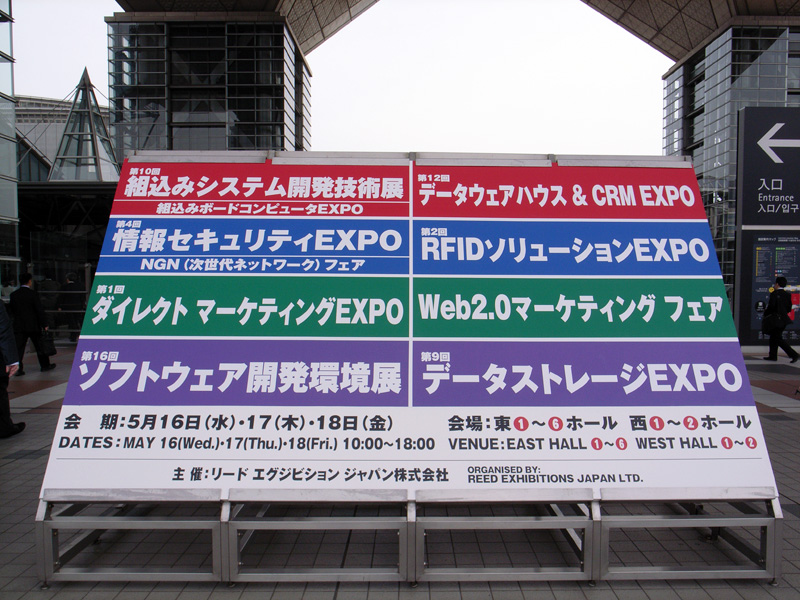 第10回
組込みシステム開発技術展
組込みボードコンピュータEXPO
第12回
データウェアハウス & CRM EXPO
第4回
情報セキュリティEXPO
NGN（次世代ネットワーク）フェア
第2回
RFIDソリューションEXPO
第1回
ダイレクト マーケティングEXPO
Web2.0マーケティング フェア
第16回
ソフトウェア開発環境展
第9回
データストレージEXPO
会 期：5月16日（水）・17（木）・18日（金）
会場：東①～⑥ホール 西①～②ホール
DATES：MAY 16(Wed.)・17(Thu.)・18(Fri.) 10:00～18:00
VENUE：EAST HALL ①～⑥ WEST HALL ①～②
主 催：リード エグジビション ジャパン株式会社
ORGANISED BY:
REED EXHIBITIONS JAPAN LTD.
入口
Entrance
入口/입구